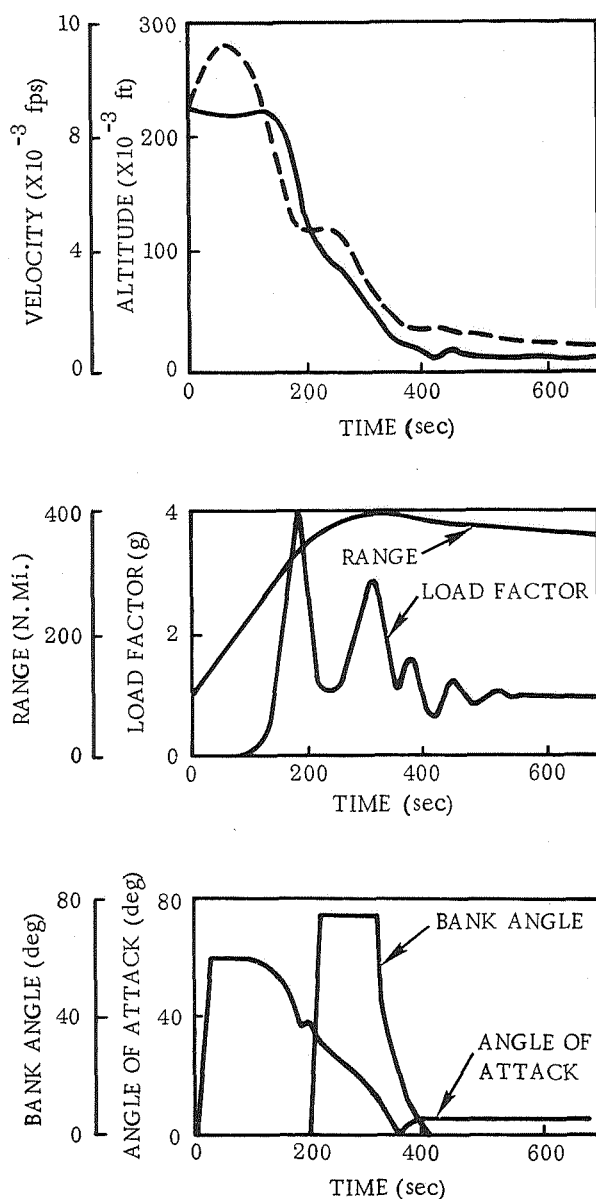 VELOCITY (X10⁻³ fps)
10
8
4
0
ALTITUDE (X10⁻³ ft)
300
200
100
0
0
200
400
600
TIME (sec)
RANGE (N. Mi.)
400
200
0
LOAD FACTOR (g)
4
2
0
RANGE
LOAD FACTOR
0
200
400
600
TIME (sec)
BANK ANGLE (deg)
80
40
0
ANGLE OF ATTACK (deg)
80
40
0
BANK ANGLE
ANGLE OF
ATTACK
0
200
400
600
TIME (sec)